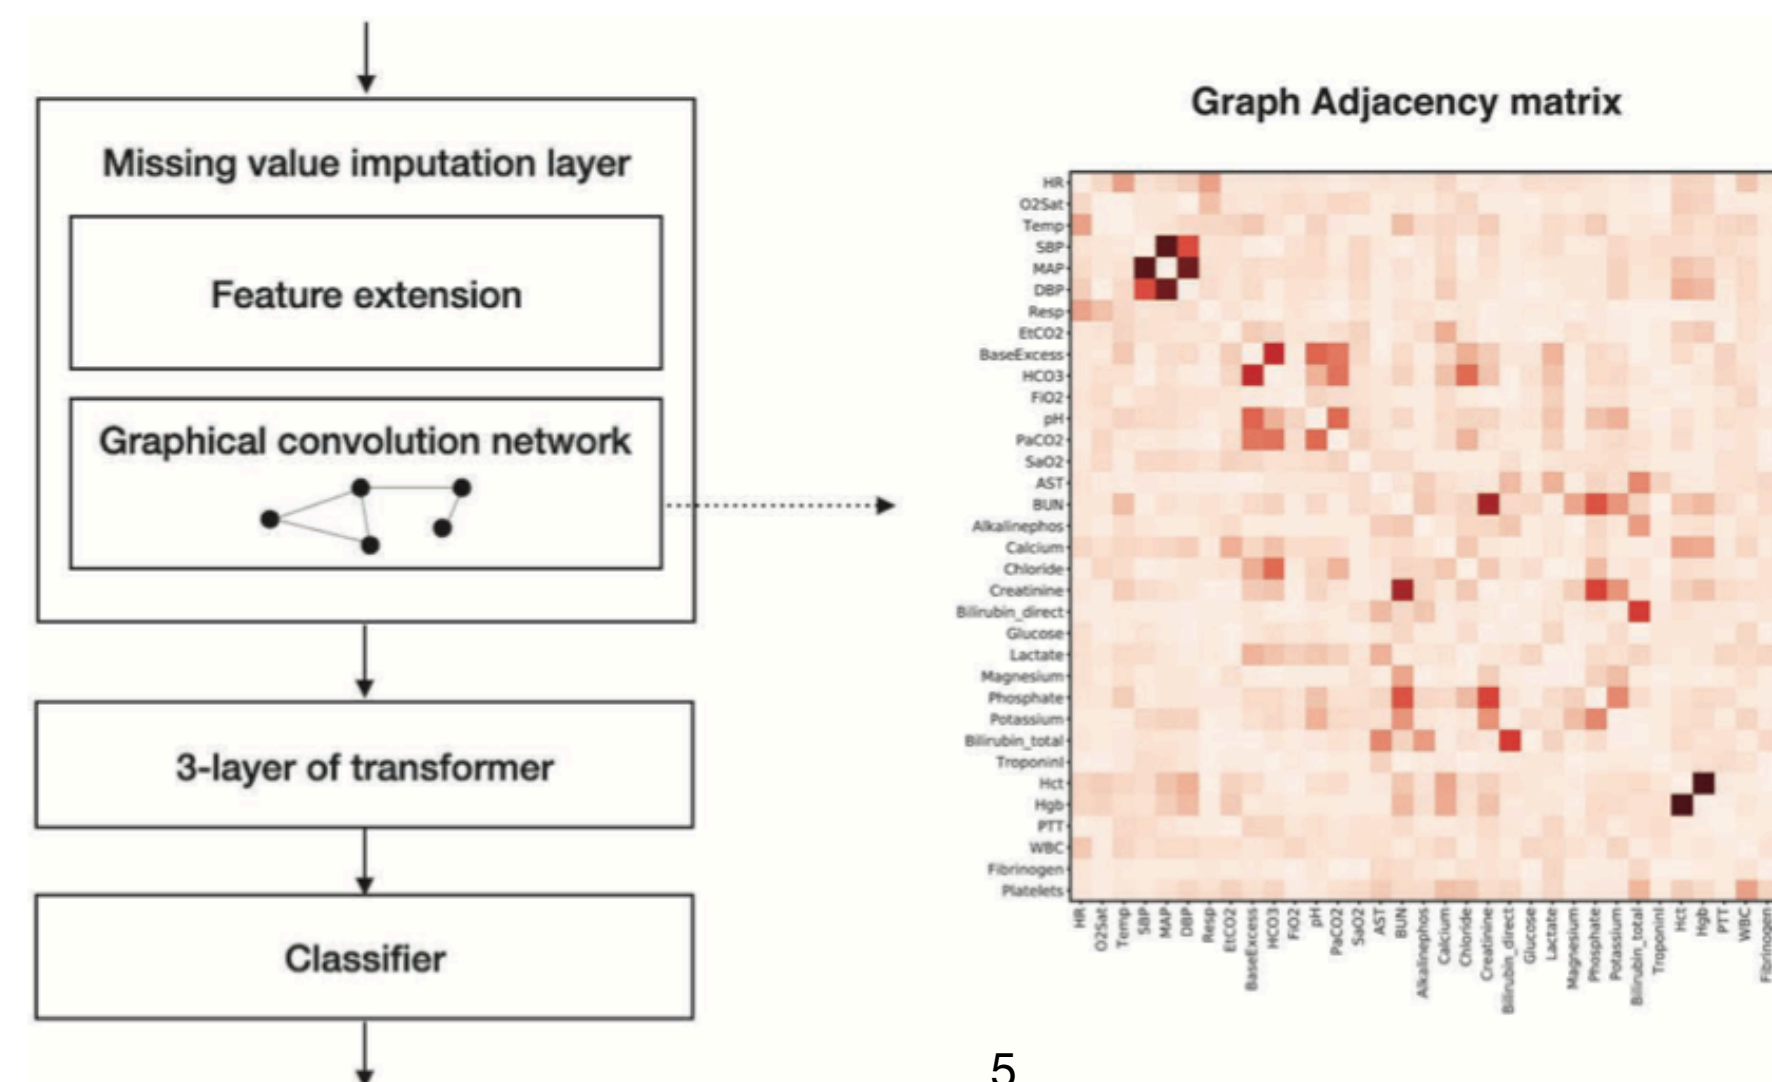 Missing value imputation layer
Feature extension
Graphical convolution network
3-layer of transformer
Classifier
Graph Adjacency matrix
HR
O2Sat
Temp
SBP
MAP
DBP
Resp
EtCO2
BaseExcess
HCO3
FiO2
pH
PaCO2
SaO2
AST
BUN
Alkalinephos
Calcium
Chloride
Creatinine
Bilirubin_direct
Glucose
Lactate
Magnesium
Phosphate
Potassium
Bilirubin_total
TroponinI
Hct
Hgb
PTT
WBC
Fibrinogen
Platelets
HR
O2Sat
Temp
SBP
MAP
DBP
Resp
EtCO2
BaseExcess
HCO3
FiO2
pH
PaCO2
SaO2
AST
BUN
Alkalinephos
Calcium
Chloride
Creatinine
Bilirubin_direct
Glucose
Lactate
Magnesium
Phosphate
Potassium
Bilirubin_total
TroponinI
Hct
Hgb
PTT
WBC
Fibrinogen
5